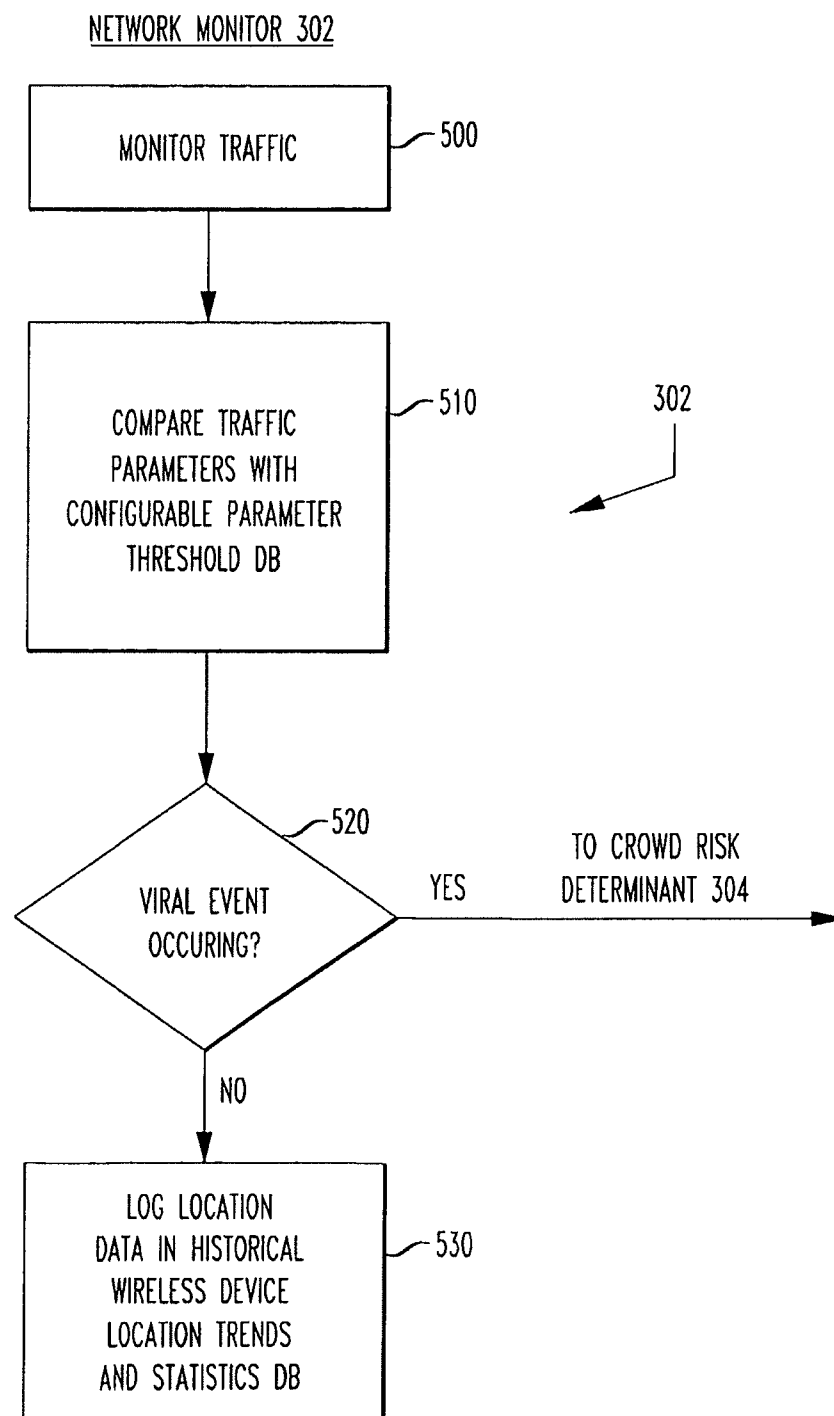 NETWORK MONITOR 302
MONITOR TRAFFIC
500
COMPARE TRAFFIC
PARAMETERS WITH
CONFIGURABLE PARAMETER
THRESHOLD DB
510
302
520
VIRAL EVENT
OCCURING?
YES
TO CROWD RISK
DETERMINANT 304
NO
LOG LOCATION
DATA IN HISTORICAL
WIRELESS DEVICE
LOCATION TRENDS
AND STATISTICS DB
530